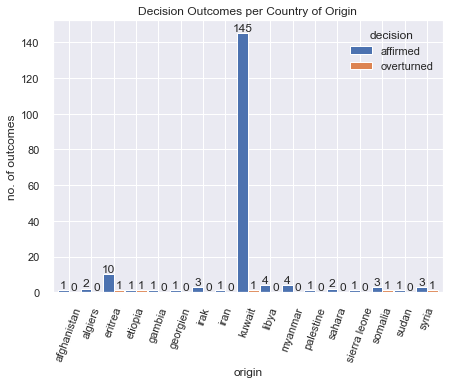 Decision Outcomes per Country of Origin
decision
affirmed
overturned
no. of outcomes
140
120
100
80
60
40
20
0
1 0 2 0 10 1 1 1 1 0 1 0 3 0 1 0 145 1 4 0 4 0 1 0 2 0 1 0 3 1 1 0 3 1
afghanistan
algiers
eritrea
etiopia
gambia
georgien
irak
iran
kuwait
libya
myanmar
palestine
sahara
sierra leone
somalia
sudan
syria
origin